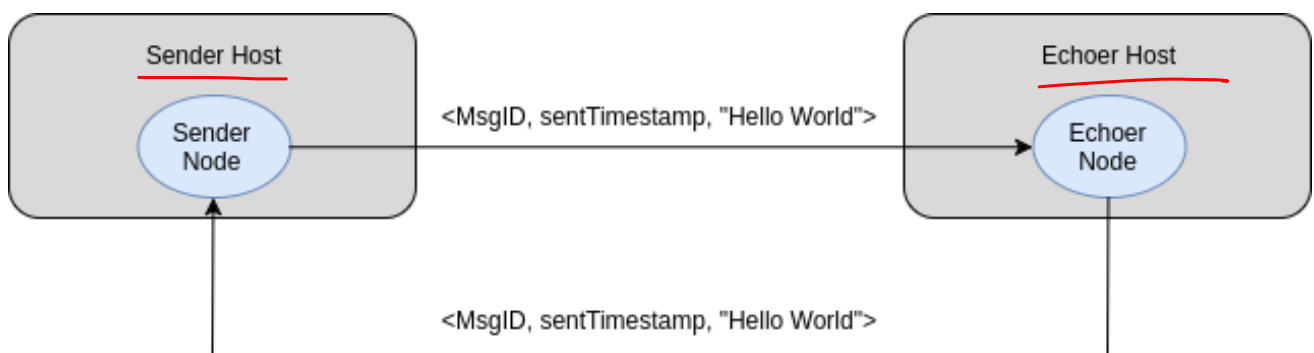 Sender Host
Echoer Host
<MsgID, sentTimestamp, "Hello World">
Sender
Node
Echoer
Node
<MsgID, sentTimestamp, "Hello World">